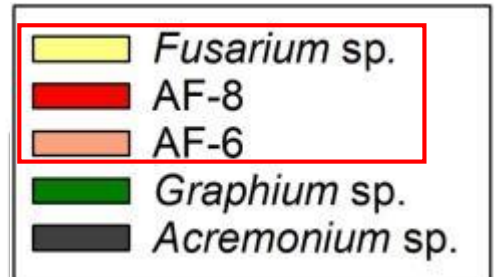 Fusarium sp.
AF-8
AF-6
Graphium sp.
Acremonium sp.